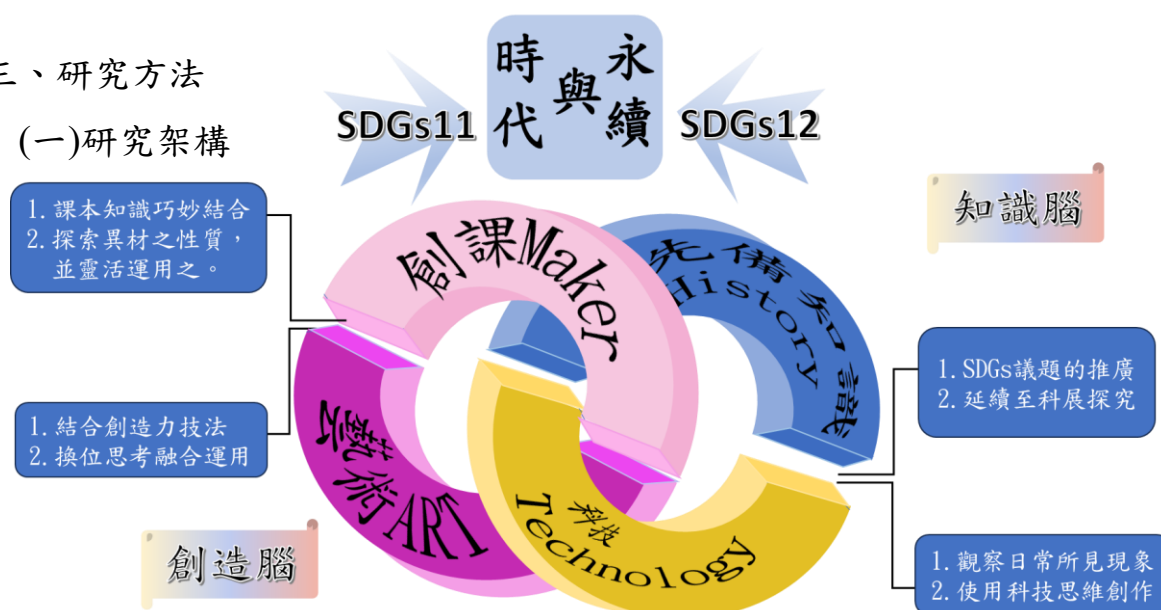 三、研究方法
(一)研究架構
時代
與
永續
SDGs11
SDGs12
知識腦
1. 課本知識巧妙結合
2. 探索異材之性質，
並靈活運用之。
創課Maker
先備知識
History
1. SDGs議題的推廣
2. 延續至科展探究
1. 結合創造力技法
2. 換位思考融合運用
藝術ART
科技
Technology
創造腦
1. 觀察日常所見現象
2. 使用科技思維創作